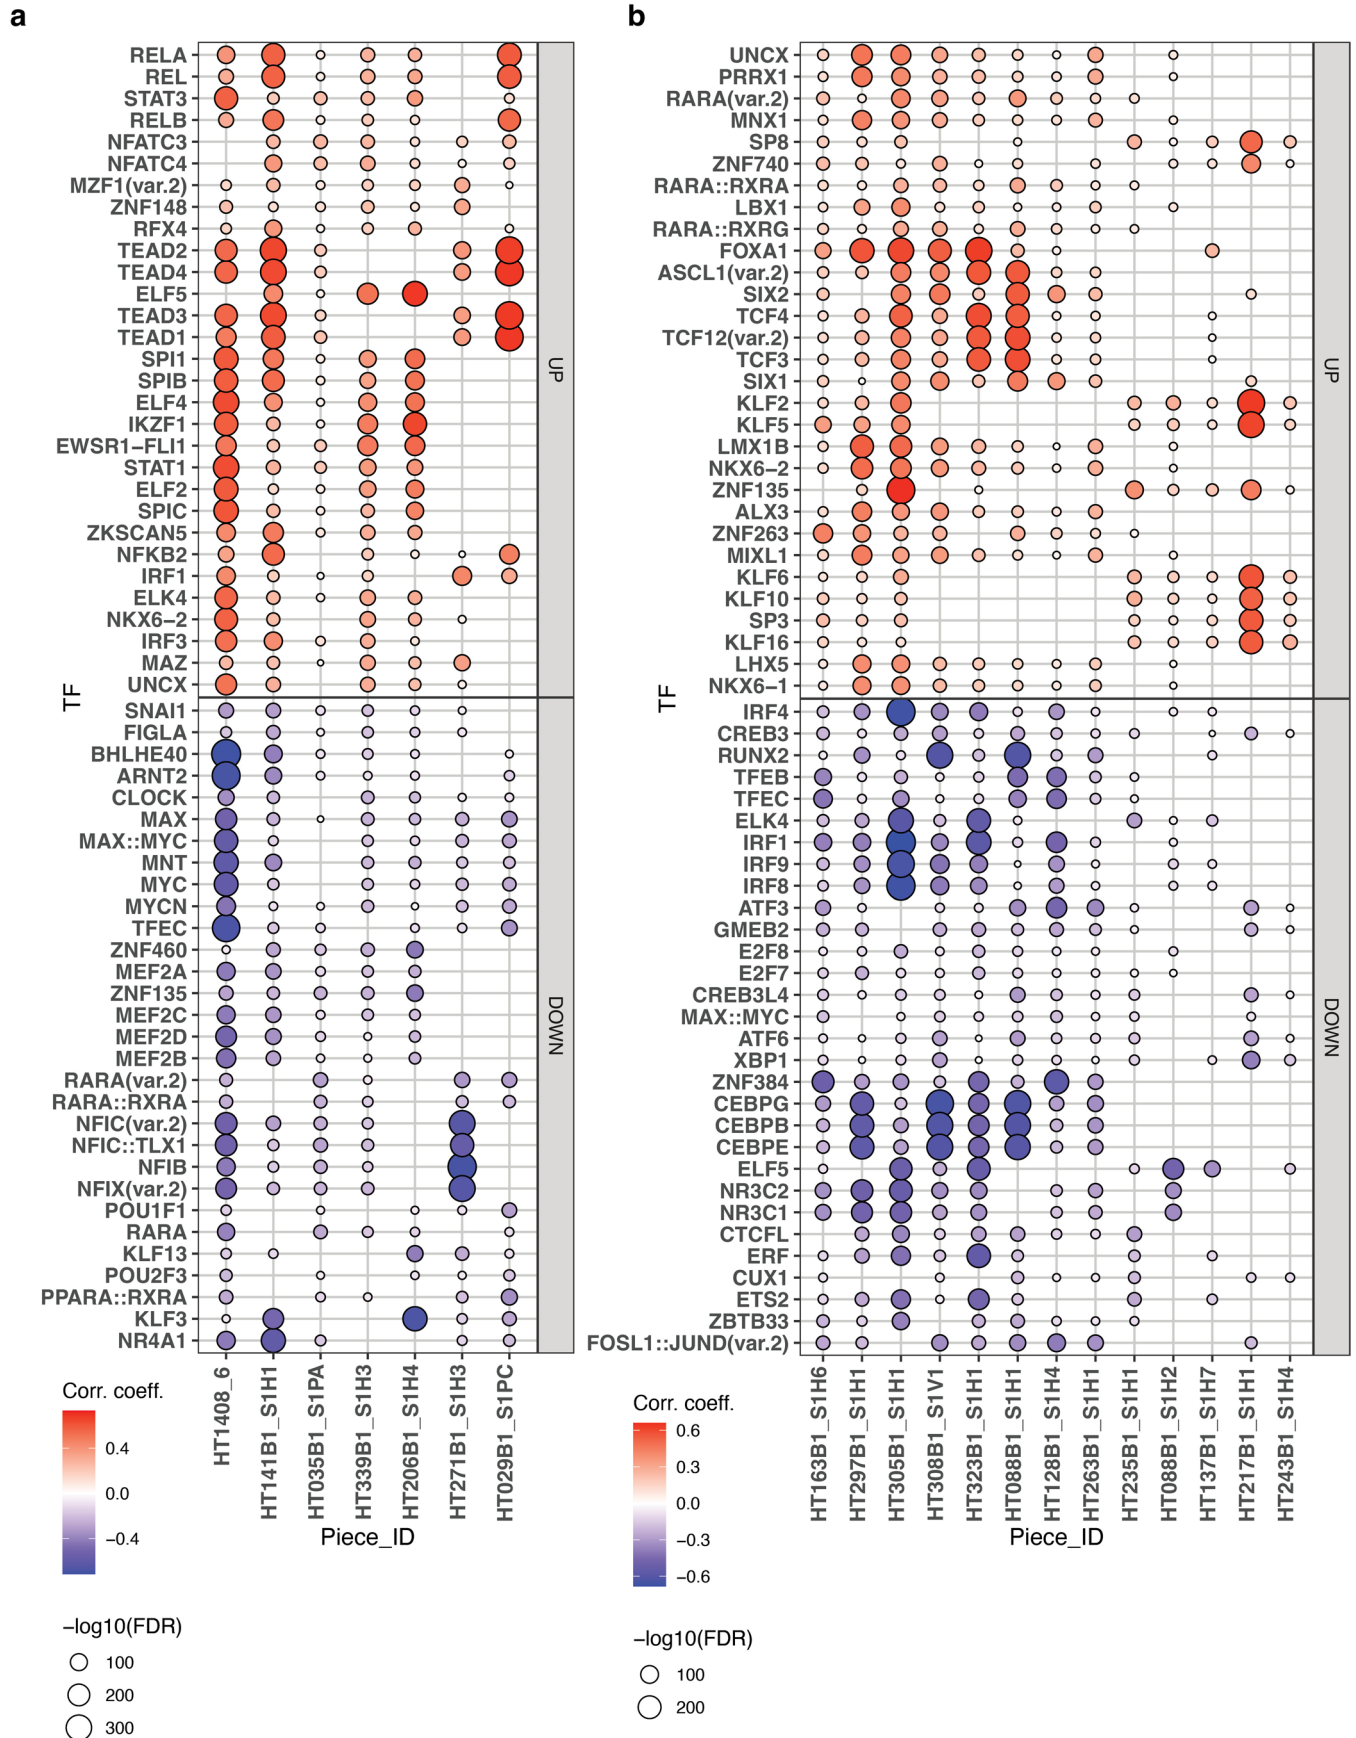 a
RELA
REL
STAT3
RELB
NFATC3
NFATC4
MZF1(var.2)
ZNF148
RFX4
TEAD2
TEAD4
ELF5
TEAD3
TEAD1
SPI1
SPIB
ELF4
IKZF1
EWSR1−FLI1
STAT1
ELF2
SPIC
ZKSCAN5
NFKB2
IRF1
ELK4
NKX6−2
IRF3
MAZ
UNCX
SNAI1
FIGLA
BHLHE40
ARNT2
CLOCK
MAX
MAX::MYC
MNT
MYC
MYCN
TFEC
ZNF460
MEF2A
ZNF135
MEF2C
MEF2D
MEF2B
RARA(var.2)
RARA::RXRA
NFIC(var.2)
NFIC::TLX1
NFIB
NFIX(var.2)
POU1F1
RARA
KLF13
POU2F3
PPARA::RXRA
KLF3
NR4A1
TF
UP
DOWN
HT1408_6
HT141B1_S1H1
HT035B1_S1PA
HT339B1_S1H3
HT206B1_S1H4
HT271B1_S1H3
HT029B1_S1PC
Piece_ID
Corr. coeff.
0.4
0.0
−0.4
−log10(FDR)
100
200
300
b
UNCX
PRRX1
RARA(var.2)
MNX1
SP8
ZNF740
RARA::RXRA
LBX1
RARA::RXRG
FOXA1
ASCL1(var.2)
SIX2
TCF4
TCF12(var.2)
TCF3
SIX1
KLF2
KLF5
LMX1B
NKX6−2
ZNF135
ALX3
ZNF263
MIXL1
KLF6
KLF10
SP3
KLF16
LHX5
NKX6−1
IRF4
CREB3
RUNX2
TFEB
TFEC
ELK4
IRF1
IRF9
IRF8
ATF3
GMEB2
E2F8
E2F7
CREB3L4
MAX::MYC
ATF6
XBP1
ZNF384
CEBPG
CEBPB
CEBPE
ELF5
NR3C2
NR3C1
CTCFL
ERF
CUX1
ETS2
ZBTB33
FOSL1::JUND(var.2)
TF
UP
DOWN
HT163B1_S1H6
HT297B1_S1H1
HT305B1_S1H1
HT308B1_S1V1
HT323B1_S1H1
HT088B1_S1H1
HT128B1_S1H4
HT263B1_S1H1
HT235B1_S1H1
HT088B1_S1H2
HT137B1_S1H7
HT217B1_S1H1
HT243B1_S1H4
Piece_ID
Corr. coeff.
0.6
0.3
0.0
−0.3
−0.6
−log10(FDR)
100
200